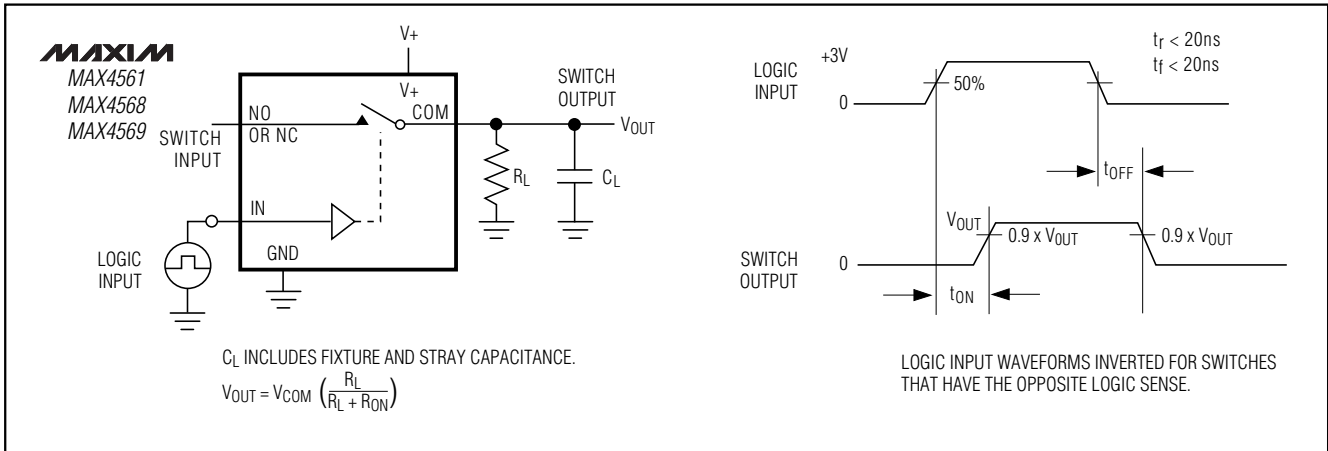 MAXIM
MAX4561
MAX4568
MAX4569
V+
V+
NO
OR NC
COM
SWITCH
INPUT
SWITCH
OUTPUT
VOUT
RL
CL
IN
GND
LOGIC
INPUT
CL INCLUDES FIXTURE AND STRAY CAPACITANCE.
VOUT = VCOM (RL / RL + RON)
LOGIC
INPUT
+3V
0
50%
tr < 20ns
tf < 20ns
tOFF
SWITCH
OUTPUT
VOUT
0
0.9 x VOUT
0.9 x VOUT
tON
LOGIC INPUT WAVEFORMS INVERTED FOR SWITCHES
THAT HAVE THE OPPOSITE LOGIC SENSE.